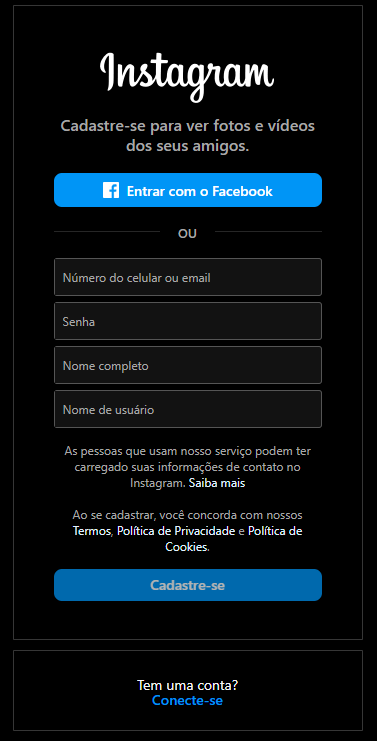 Instagram
Cadastre-se para ver fotos e vídeos
dos seus amigos.
Entrar com o Facebook
OU
Número do celular ou email
Senha
Nome completo
Nome de usuário
As pessoas que usam nosso serviço podem ter
carregado suas informações de contato no
Instagram. Saiba mais
Ao se cadastrar, você concorda com nossos
Termos, Política de Privacidade e Política de
Cookies.
Cadastre-se
Tem uma conta?
Conecte-se